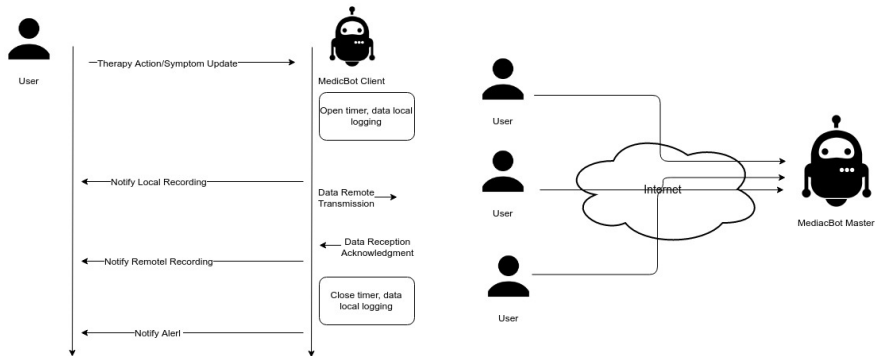 User
Therapy Action/Symptom Update
MedicBot Client
Open timer, data local
logging
Notify Local Recording
Data Remote
Transmission
Data Reception
Acknowledgment
Notify Remotel Recording
Close timer, data
local logging
Notify Alerl
User
User
Internet
MediacBot Master
User